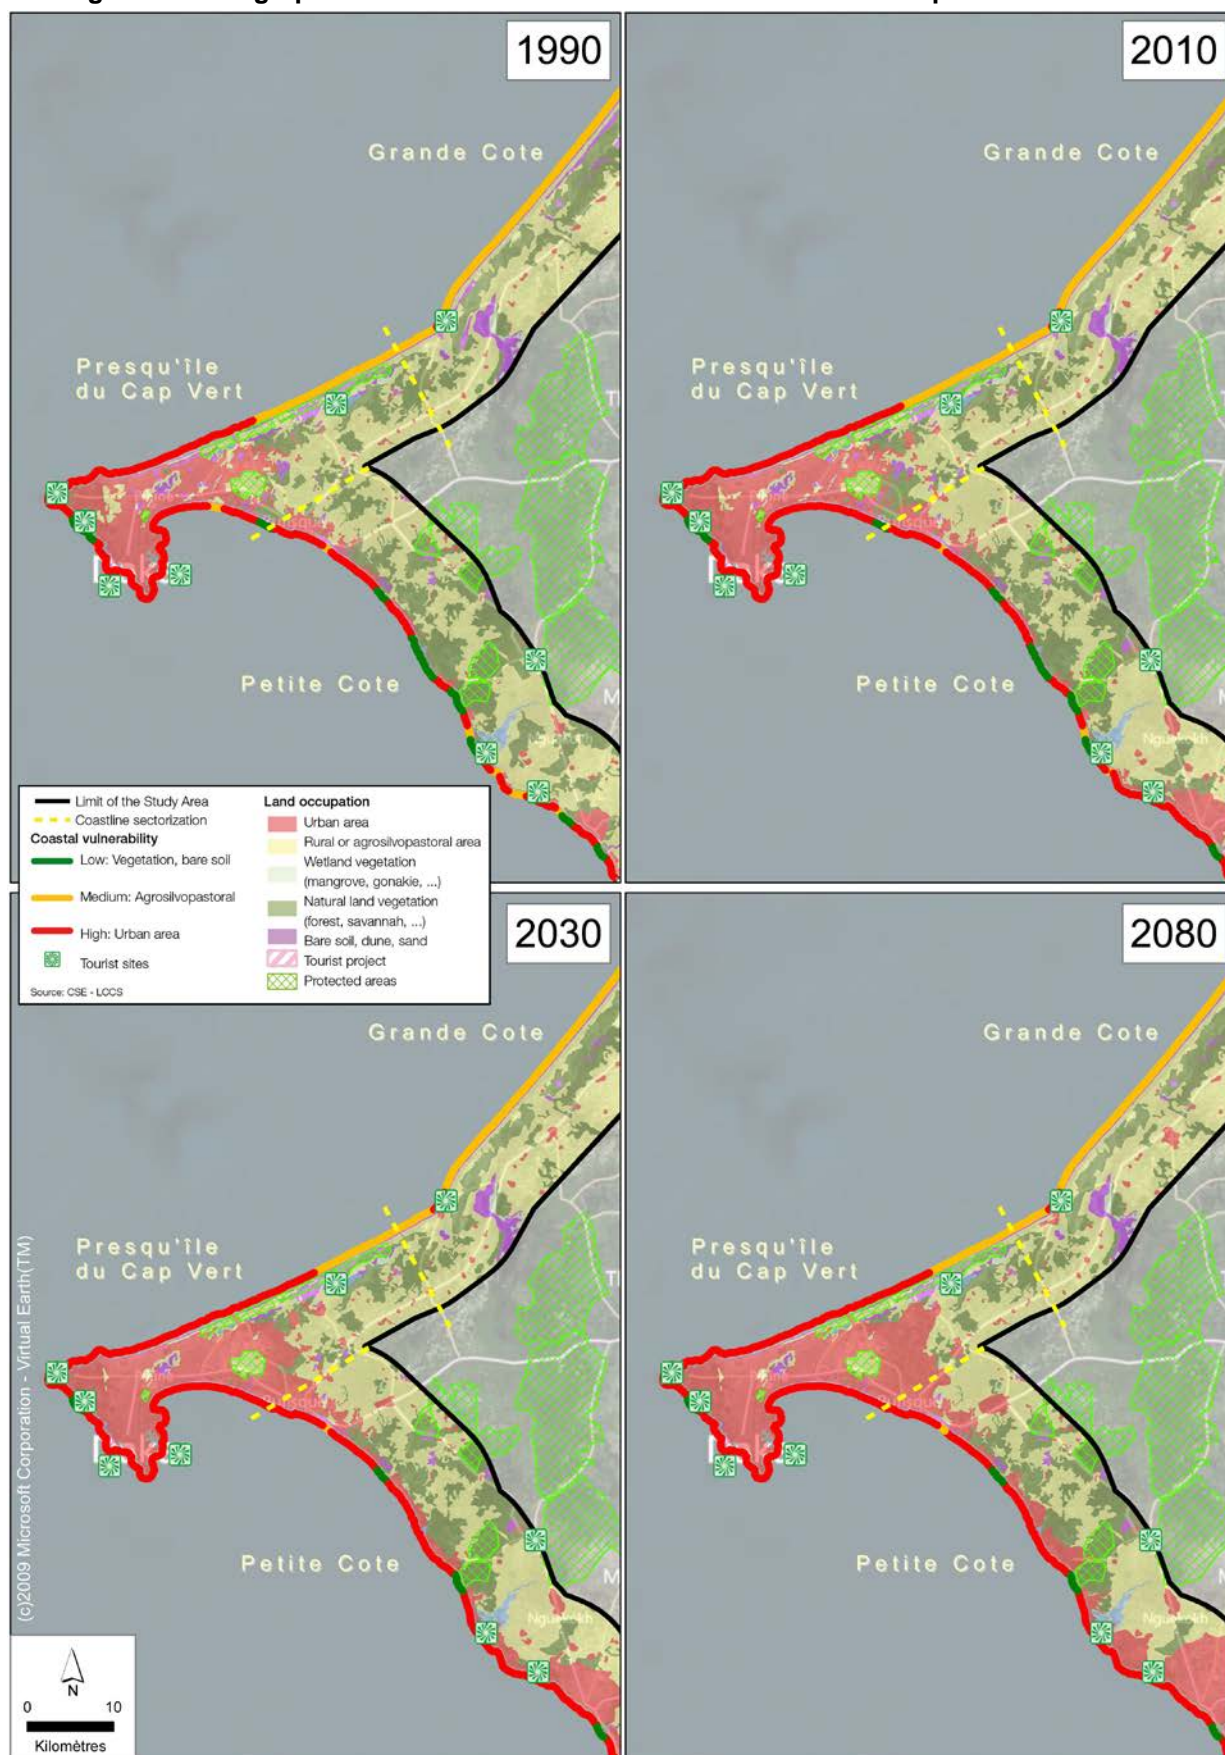 1990
Grande Cote
Presqu'île
du Cap Vert
Petite Cote
2010
Grande Cote
Presqu'île
du Cap Vert
Petite Cote
Limit of the Study Area
Coastline sectorization
Coastal vulnerability
Low: Vegetation, bare soil
Medium: Agrosilvopastoral
High: Urban area
Tourist sites
Source: CSE - LCCS
Land occupation
Urban area
Rural or agrosilvopastoral area
Wetland vegetation
(mangrove, gonakie, ...)
Natural land vegetation
(forest, savannah, ...)
Bare soil, dune, sand
Tourist project
Protected areas
2030
Grande Cote
Presqu'île
du Cap Vert
Petite Cote
(c)2009 Microsoft Corporation - Virtual Earth(TM)
N
0 10
Kilomètres
2080
Grande Cote
Presqu'île
du Cap Vert
Petite Cote